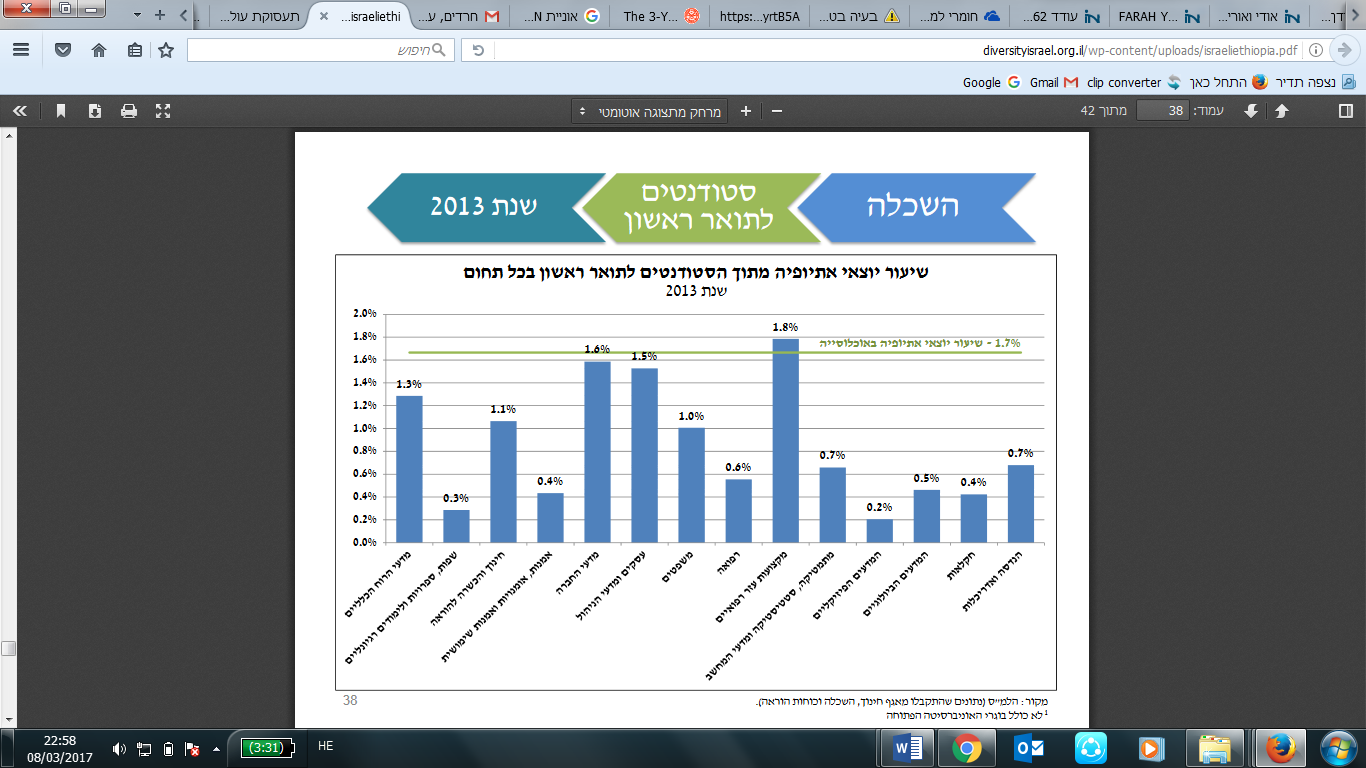 תעסוקת עול...
israeliethi...
חרדים, ע...
אוניית N...
The 3-Y...
https:...yrtB5A
בעיה בט...
חומרי למ...
עודד 62...
FARAH Y...
אודי ואורי...
חיפוש
diversityisrael.org.il/wp-content/uploads/israeliethiopia.pdf
נצפה תדיר
התחל כאן
clip converter
Gmail
Google
עמוד: 38 מתוך 42
מרחק מתצוגה אוטומטי
השכלה
סטודנטים
לתואר ראשון
שנת 2013
שיעור יוצאי אתיופיה מתוך הסטודנטים לתואר ראשון בכל תחום
שנת 2013
2.0%
1.8%
1.6%
1.4%
1.2%
1.0%
0.8%
0.6%
0.4%
0.2%
0.0%
1.7% - שיעור יוצאי אתיופיה באוכלוסייה
1.3%
0.3%
1.1%
0.4%
1.6%
1.5%
1.0%
0.6%
1.8%
0.7%
0.2%
0.5%
0.4%
0.7%
מדעי הרוח הכלליים
שפות, ספרויות ולימודים רגיונליים
חינוך והכשרה להוראה
אמנות, אומנויות ואמנות שימושית
מדעי החברה
עסקים ומדעי הניהול
משפטים
רפואה
מקצועות עזר רפואיים
מתמטיקה, סטטיסטיקה ומדעי המחשב
המדעים הפיזיקליים
המדעים הביולוגיים
חקלאות
הנדסה ואדריכלות
מקור: הלמ״ס (נתונים שהתקבלו מאגף חינוך, השכלה וכוחות הוראה).
1 לא כולל בוגרי האוניברסיטה הפתוחה
38
22:58
08/03/2017
(3:31)
HE